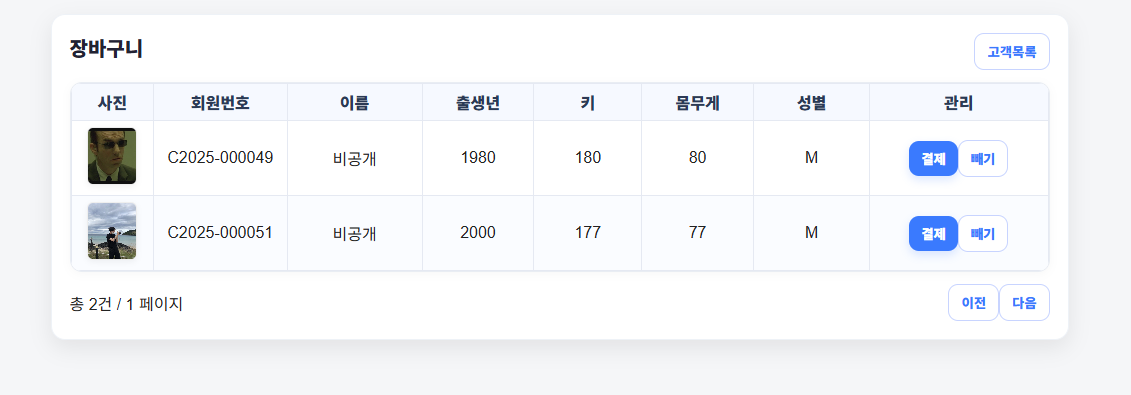 장바구니
고객목록
사진 회원번호 이름 출생년 키 몸무게 성별 관리
C2025-000049 비공개 1980 180 80 M 결제 빼기
C2025-000051 비공개 2000 177 77 M 결제 빼기
총 2건 / 1 페이지
이전 다음